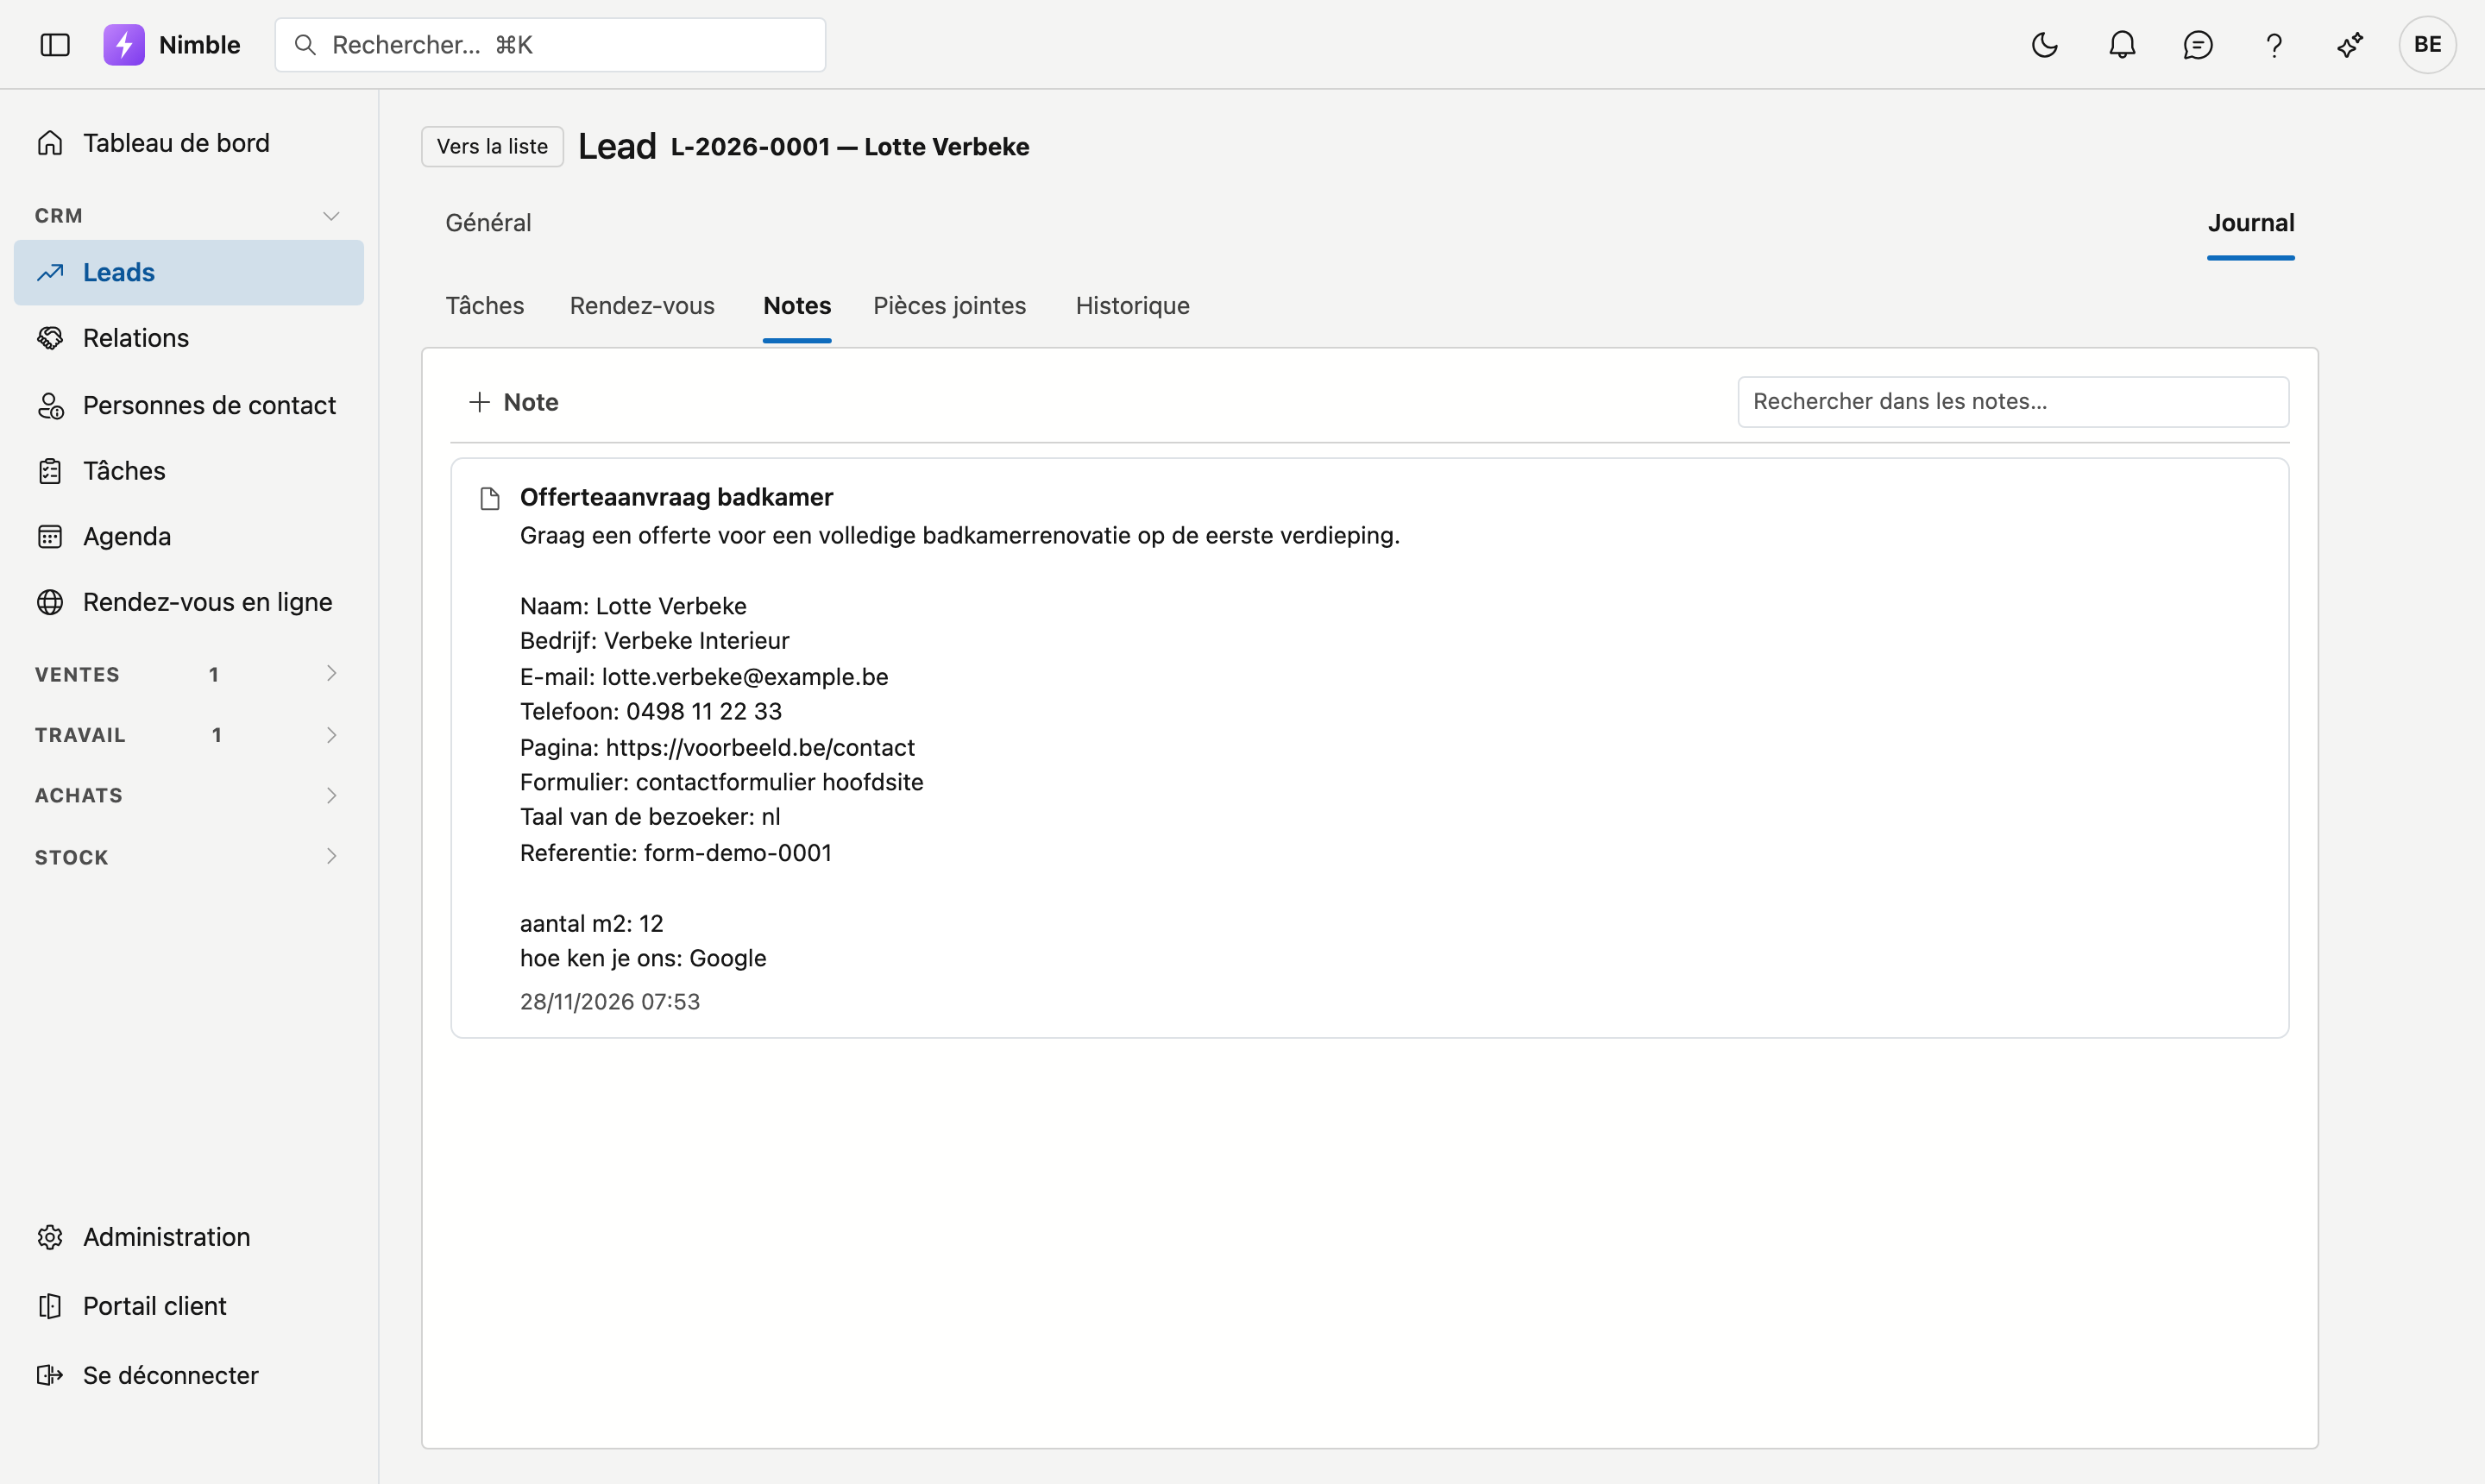 Nimble
Rechercher... ⌘K
BE
Tableau de bord
CRM
Leads
Relations
Personnes de contact
Tâches
Agenda
Rendez-vous en ligne
VENTES 1
TRAVAIL 1
ACHATS
STOCK
Administration
Portail client
Se déconnecter
Vers la liste Lead L-2026-0001 — Lotte Verbeke
Général Journal
Tâches Rendez-vous Notes Pièces jointes Historique
+ Note Rechercher dans les notes...
Offerteaanvraag badkamer
Graag een offerte voor een volledige badkamerrenovatie op de eerste verdieping.
Naam: Lotte Verbeke
Bedrijf: Verbeke Interieur
E-mail: lotte.verbeke@example.be
Telefoon: 0498 11 22 33
Pagina: https://voorbeeld.be/contact
Formulier: contactformulier hoofdsite
Taal van de bezoeker: nl
Referentie: form-demo-0001
aantal m2: 12
hoe ken je ons: Google
28/11/2026 07:53